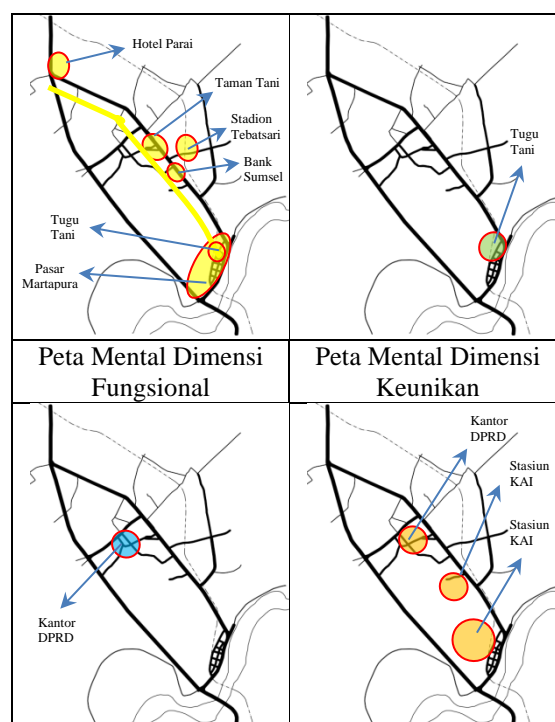 Hotel Parai
Taman Tani
Stadion
Tebatsari
Bank
Sumsel
Tugu
Tani
Pasar
Martapura
Tugu
Tani
Peta Mental Dimensi
Fungsional
Peta Mental Dimensi
Keunikan
Kantor
DPRD
Kantor
DPRD
Stasiun
KAI
Stasiun
KAI